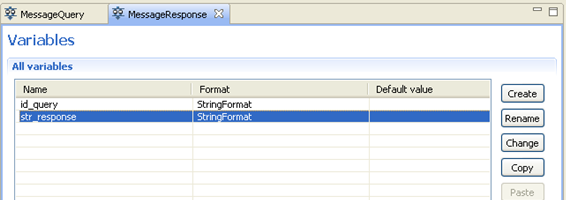 MessageQuery MessageResponse
Variables
All variables
Name Format Default value
id_query StringFormat
str_response StringFormat
Create
Rename
Change
Copy
Paste